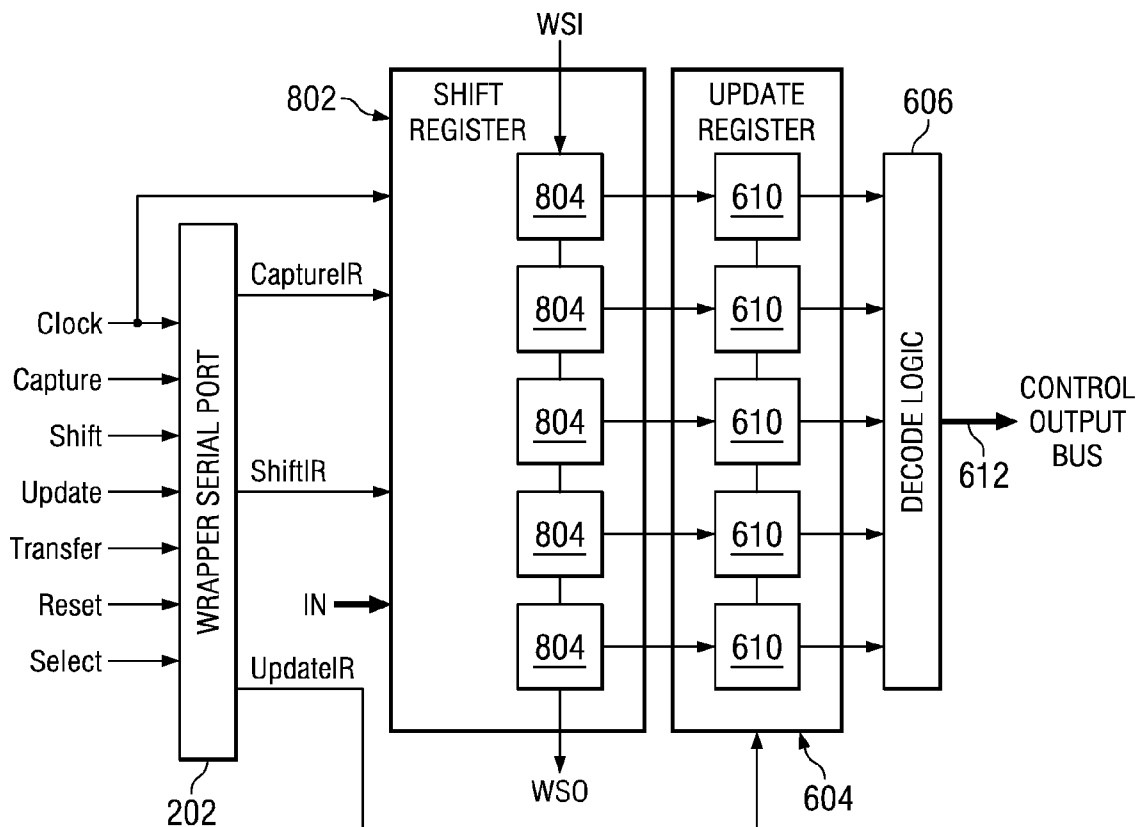 WSI
802
SHIFT
REGISTER
UPDATE
REGISTER
606
804
610
CaptureIR
804
610
Clock
Capture
Shift
Update
Transfer
Reset
Select
WRAPPER SERIAL PORT
804
610
DECODE LOGIC
CONTROL
OUTPUT
BUS
612
ShiftIR
804
610
IN
804
610
UpdateIR
202
WSO
604